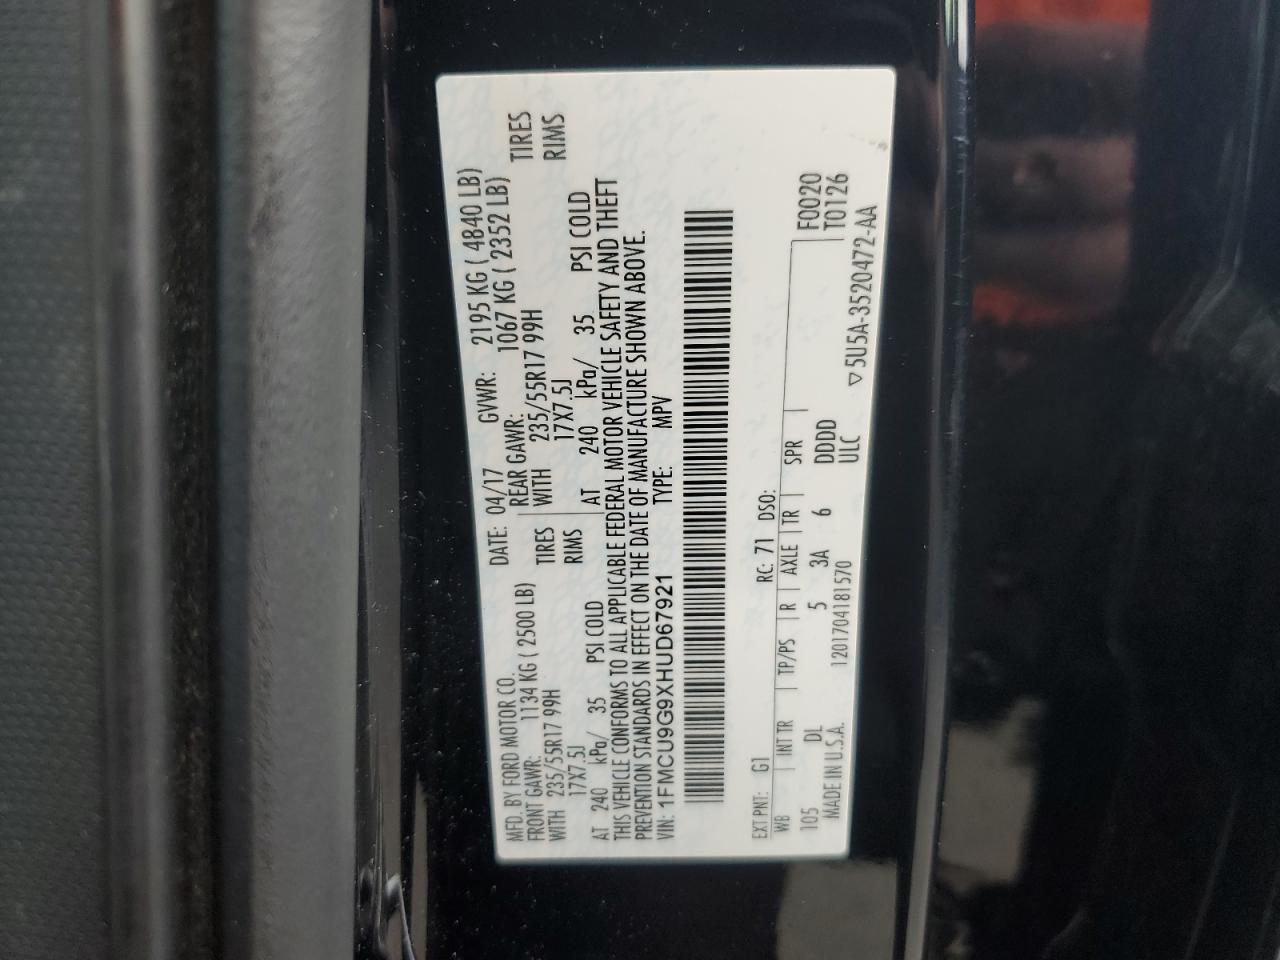 MFD. BY FORD MOTOR CO. DATE: 04/17 GVWR: 2195 KG ( 4840 LB)
FRONT GAWR: 1134 KG ( 2500 LB) REAR GAWR: 1067 KG ( 2352 LB)
WITH 235/55R17 99H TIRES WITH 235/55R17 99H TIRES
17X7.5J RIMS 17X7.5J RIMS
AT 240 kPa/ 35 PSI COLD AT 240 kPa/ 35 PSI COLD
THIS VEHICLE CONFORMS TO ALL APPLICABLE FEDERAL MOTOR VEHICLE SAFETY AND THEFT
PREVENTION STANDARDS IN EFFECT ON THE DATE OF MANUFACTURE SHOWN ABOVE.
VIN: 1FMCU9G9XHUD67921 TYPE: MPV
EXT PNT: G1 RC: 71 DSO:
WB INT TR TP/PS R AXLE TR SPR F0020
105 DL 5 3A 6 DDDD T0126
MADE IN U.S.A. 1201704181570 ULC ▽5U5A-3520472-AA